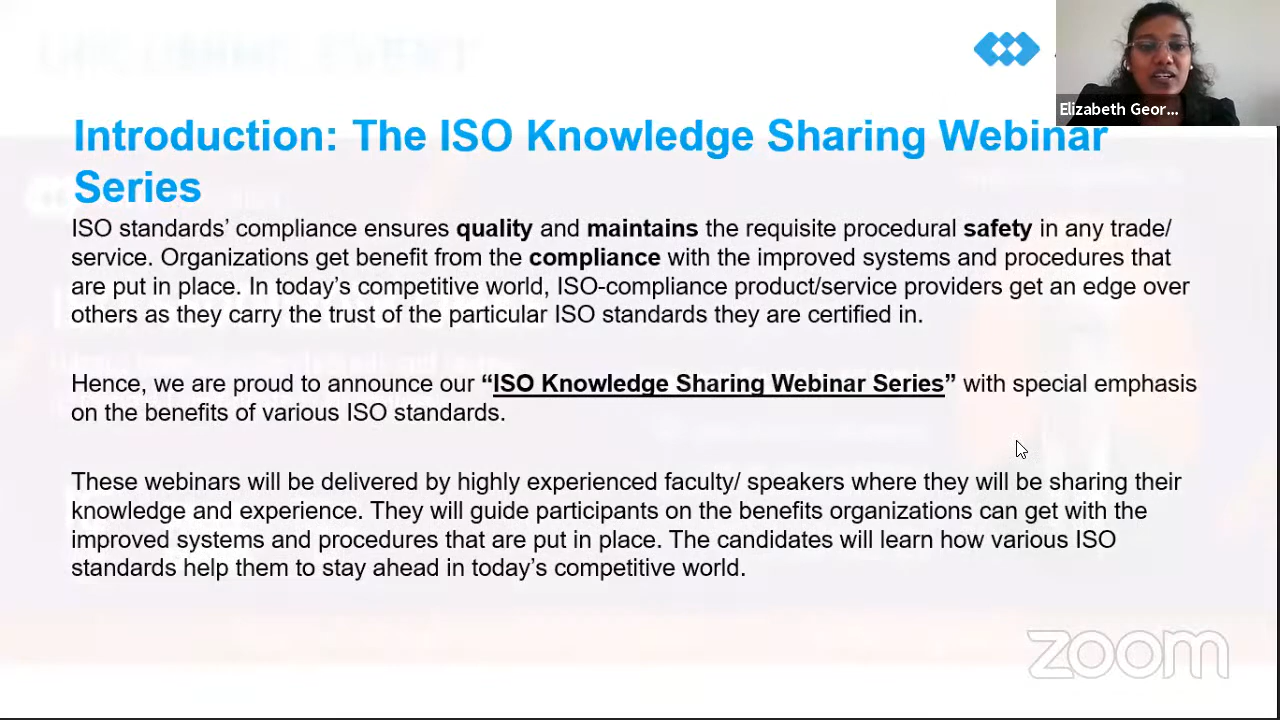 Elizabeth Geor...
Introduction: The ISO Knowledge Sharing Webinar
Series
ISO standards’ compliance ensures quality and maintains the requisite procedural safety in any trade/
service. Organizations get benefit from the compliance with the improved systems and procedures that
are put in place. In today’s competitive world, ISO-compliance product/service providers get an edge over
others as they carry the trust of the particular ISO standards they are certified in.
Hence, we are proud to announce our “ISO Knowledge Sharing Webinar Series” with special emphasis
on the benefits of various ISO standards.
These webinars will be delivered by highly experienced faculty/ speakers where they will be sharing their
knowledge and experience. They will guide participants on the benefits organizations can get with the
improved systems and procedures that are put in place. The candidates will learn how various ISO
standards help them to stay ahead in today’s competitive world.
zoom